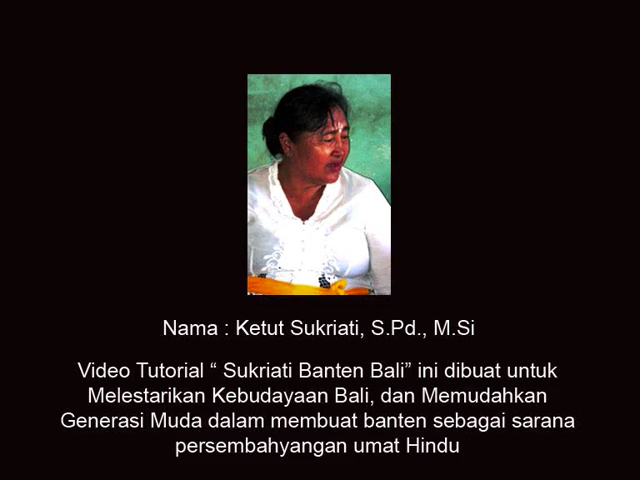 Nama : Ketut Sukriati, S.Pd., M.Si
Video Tutorial “ Sukriati Banten Bali” ini dibuat untuk
Melestarikan Kebudayaan Bali, dan Memudahkan
Generasi Muda dalam membuat banten sebagai sarana
persembahyangan umat Hindu